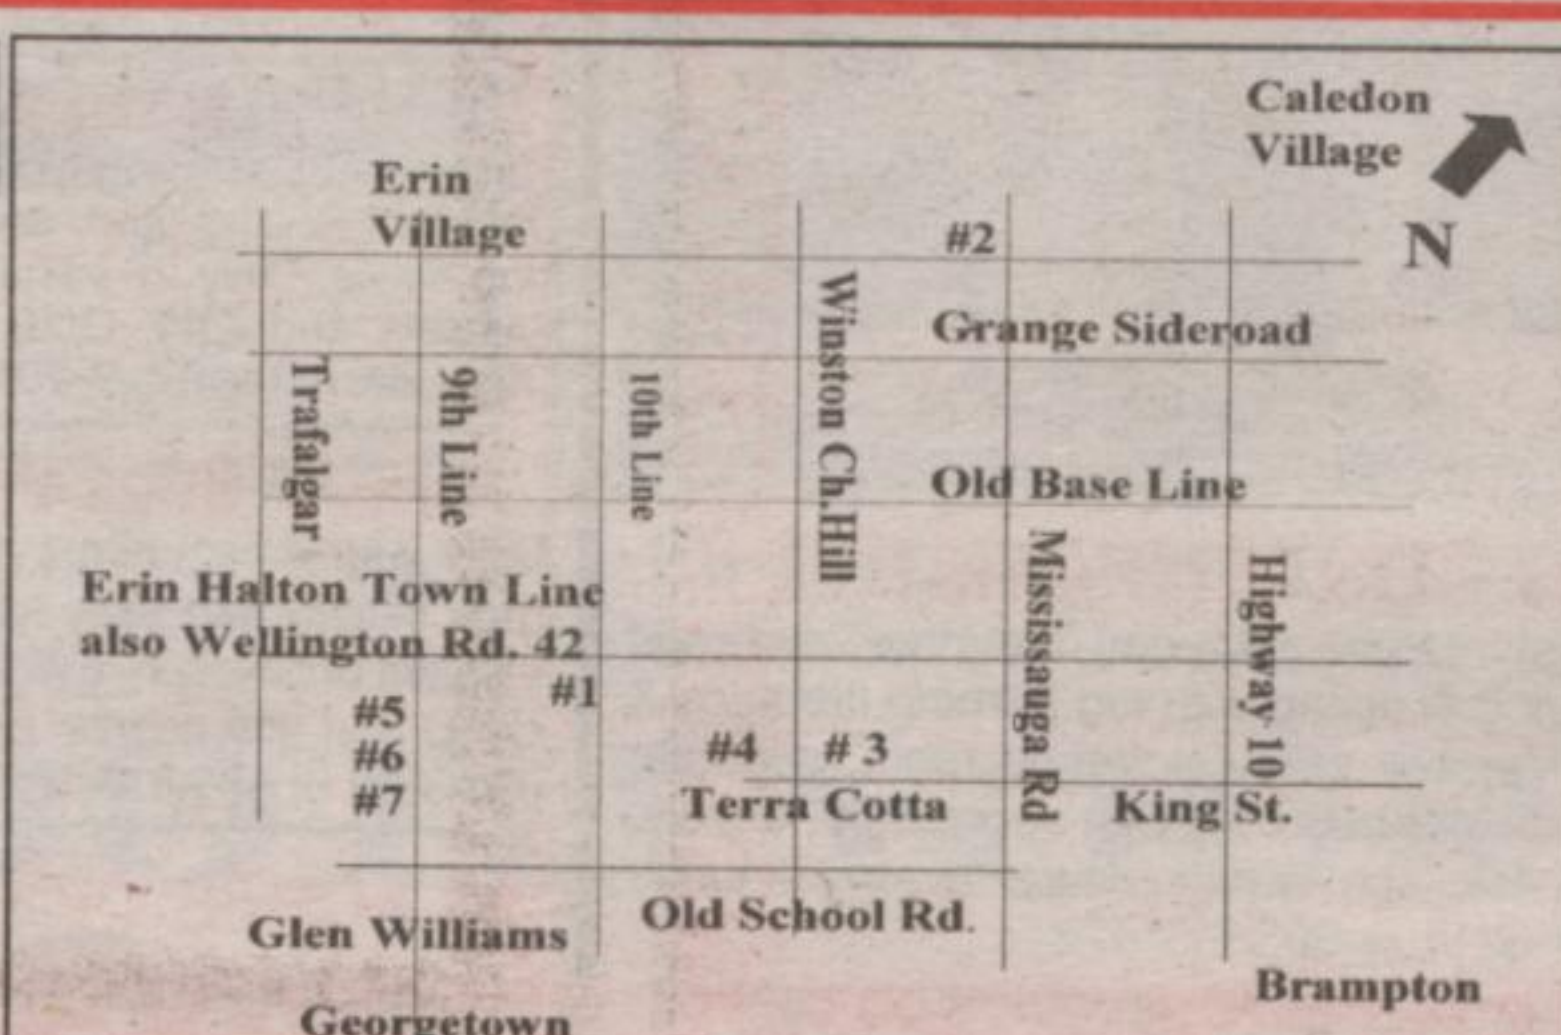 Caledon
Village
N
Erin
Village
#2
Grange Sideroad
Winston Ch.Hill
Trafalgar
9th Line
10th Line
Old Base Line
Mississauga Rd
Highway 10
Erin Halton Town Line
also Wellington Rd. 42
#1
#5
#6
#7
#4
# 3
Terra Cotta
King St.
Old School Rd.
Glen Williams
Brampton
Georgetown